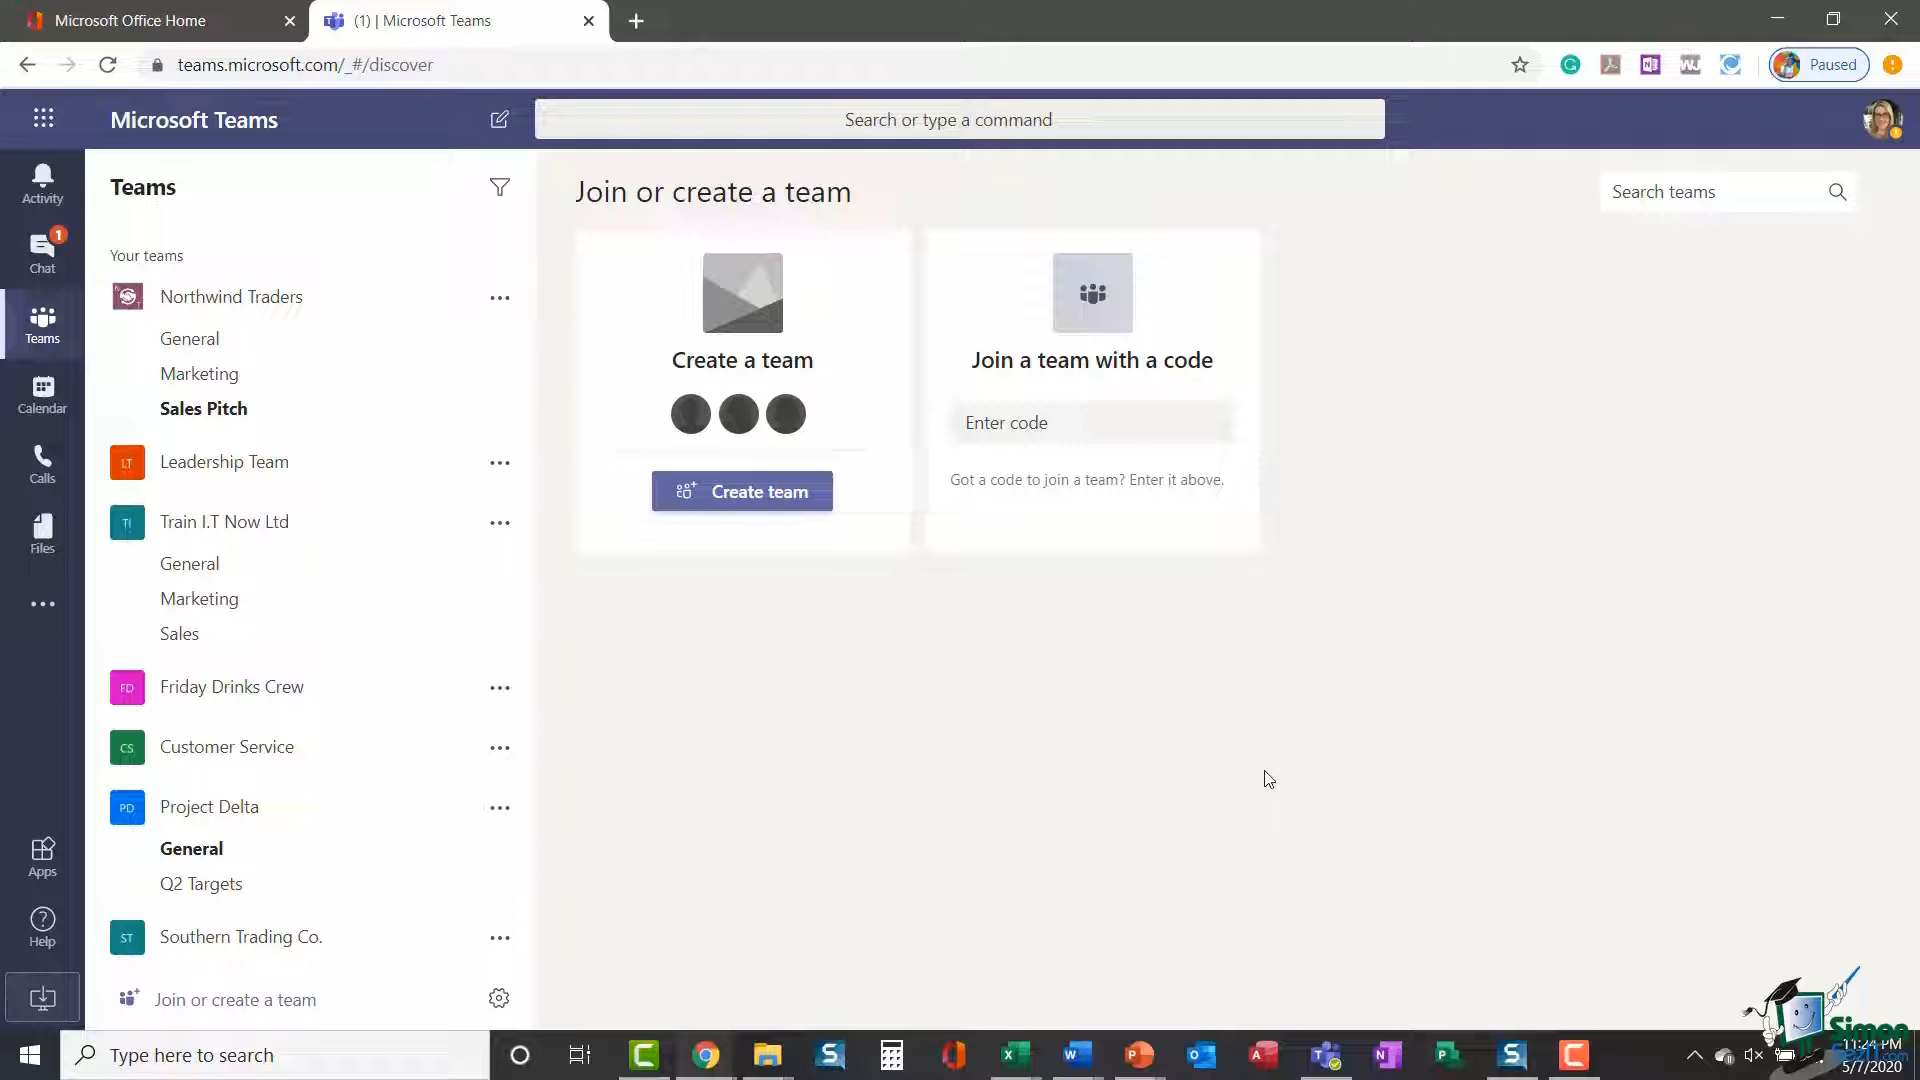 Microsoft Office Home
(1) | Microsoft Teams
teams.microsoft.com/_#/discover
Paused
Microsoft Teams
Search or type a command
Activity
Chat
1
Teams
Calendar
Calls
Files
Apps
Help
Teams
Your teams
Northwind Traders
General
Marketing
Sales Pitch
LT
Leadership Team
TI
Train I.T Now Ltd
General
Marketing
Sales
FD
Friday Drinks Crew
CS
Customer Service
PD
Project Delta
General
Q2 Targets
ST
Southern Trading Co.
Join or create a team
Join or create a team
Search teams
Create a team
Create team
Join a team with a code
Enter code
Got a code to join a team? Enter it above.
Type here to search
11:24 PM
5/7/2020
Simon